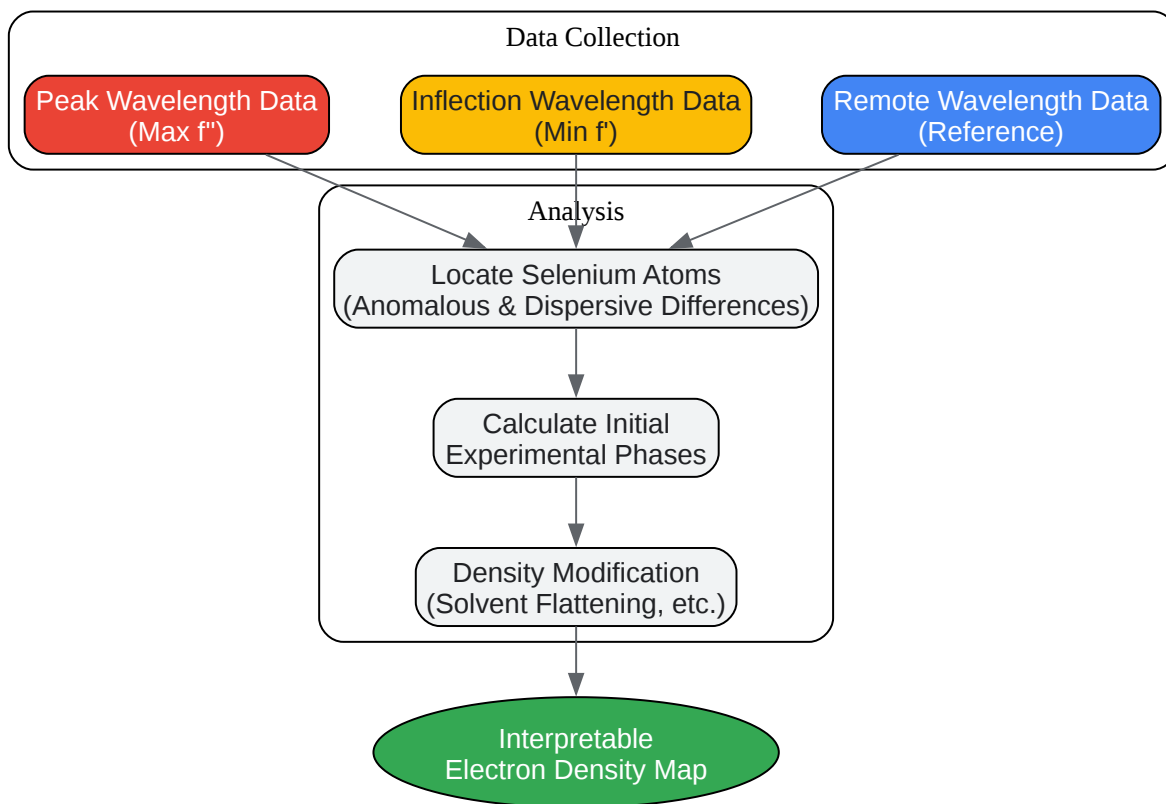 Data Collection
Peak Wavelength Data
(Max f")
Inflection Wavelength Data
(Min f')
Remote Wavelength Data
(Reference)
Analysis
Locate Selenium Atoms
(Anomalous & Dispersive Differences)
Calculate Initial
Experimental Phases
Density Modification
(Solvent Flattening, etc.)
Interpretable
Electron Density Map